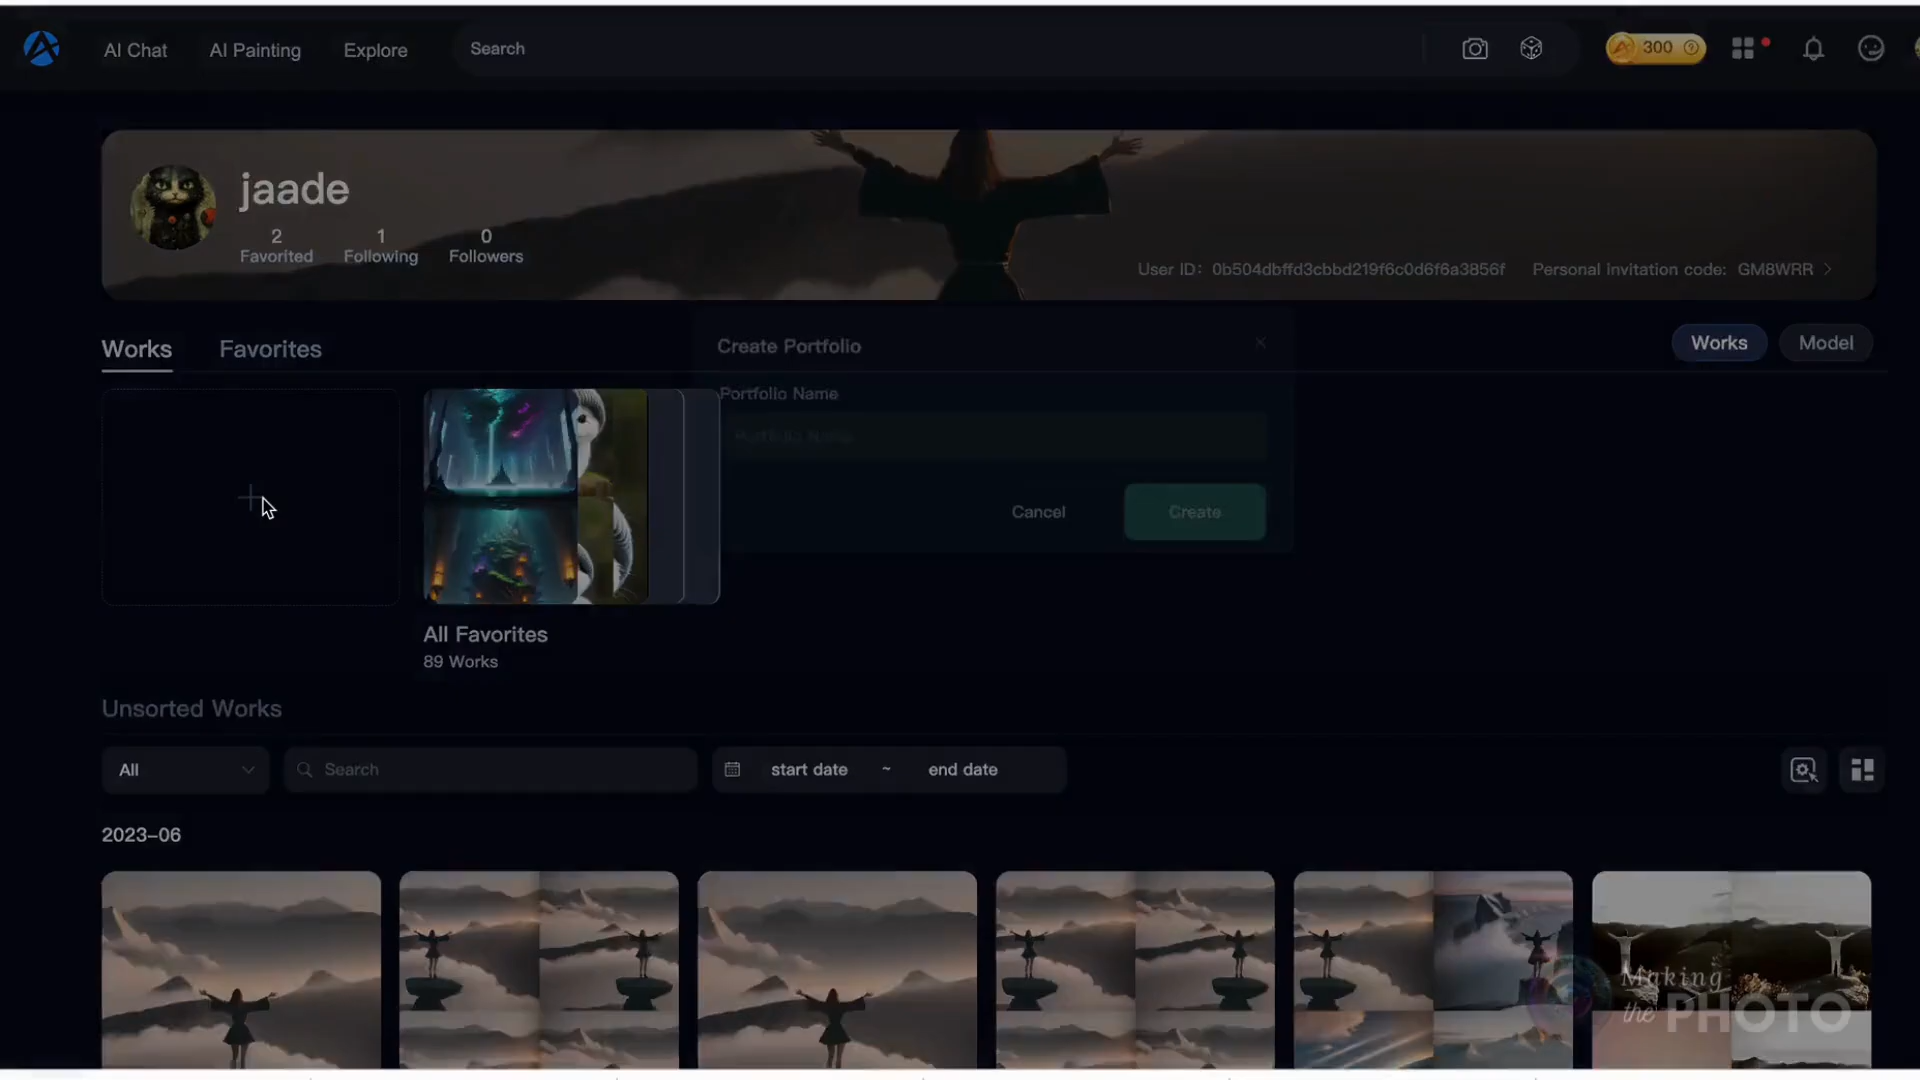 AI Chat AI Painting Explore Search 300
jaade
2 1 0
Favorited Following Followers
User ID: 0b504dbffd3cbbd219f6c0d6f6a3856f Personal invitation code: GM8WRR
Works Favorites Works Model
Create Portfolio
Portfolio Name
Portfolio Name
Cancel Create
All Favorites
89 Works
Unsorted Works
All Search start date ~ end date
2023-06
Making
the PHOTO